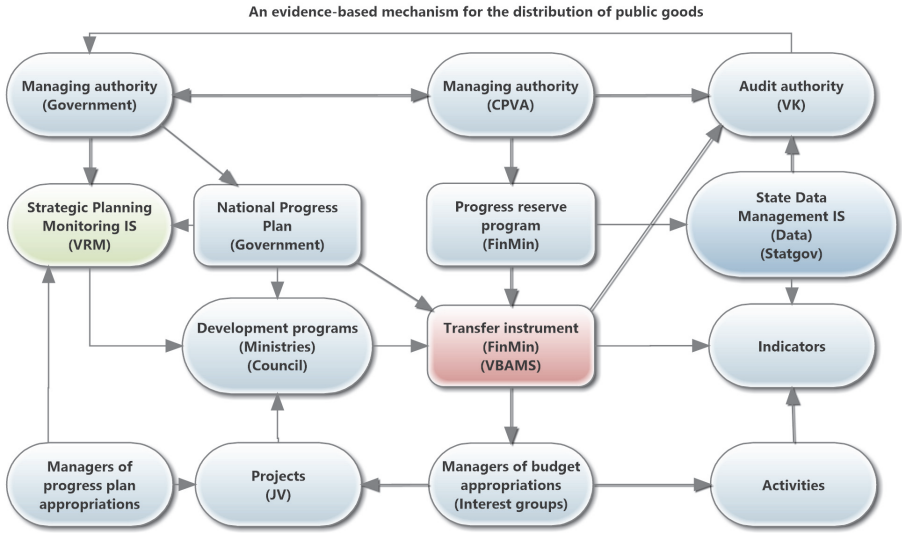 An evidence-based mechanism for the distribution of public goods
Managing authority
(Government)
Managing authority
(CPVA)
Audit authority
(VK)
Strategic Planning
Monitoring IS
(VRM)
National Progress
Plan
(Government)
Progress reserve
program
(FinMin)
State Data
Management IS
(Data)
(Statgov)
Development programs
(Ministries)
(Council)
Transfer instrument
(FinMin)
(VBAMS)
Indicators
Managers of
progress plan
appropriations
Projects
(JV)
Managers of budget
appropriations
(Interest groups)
Activities